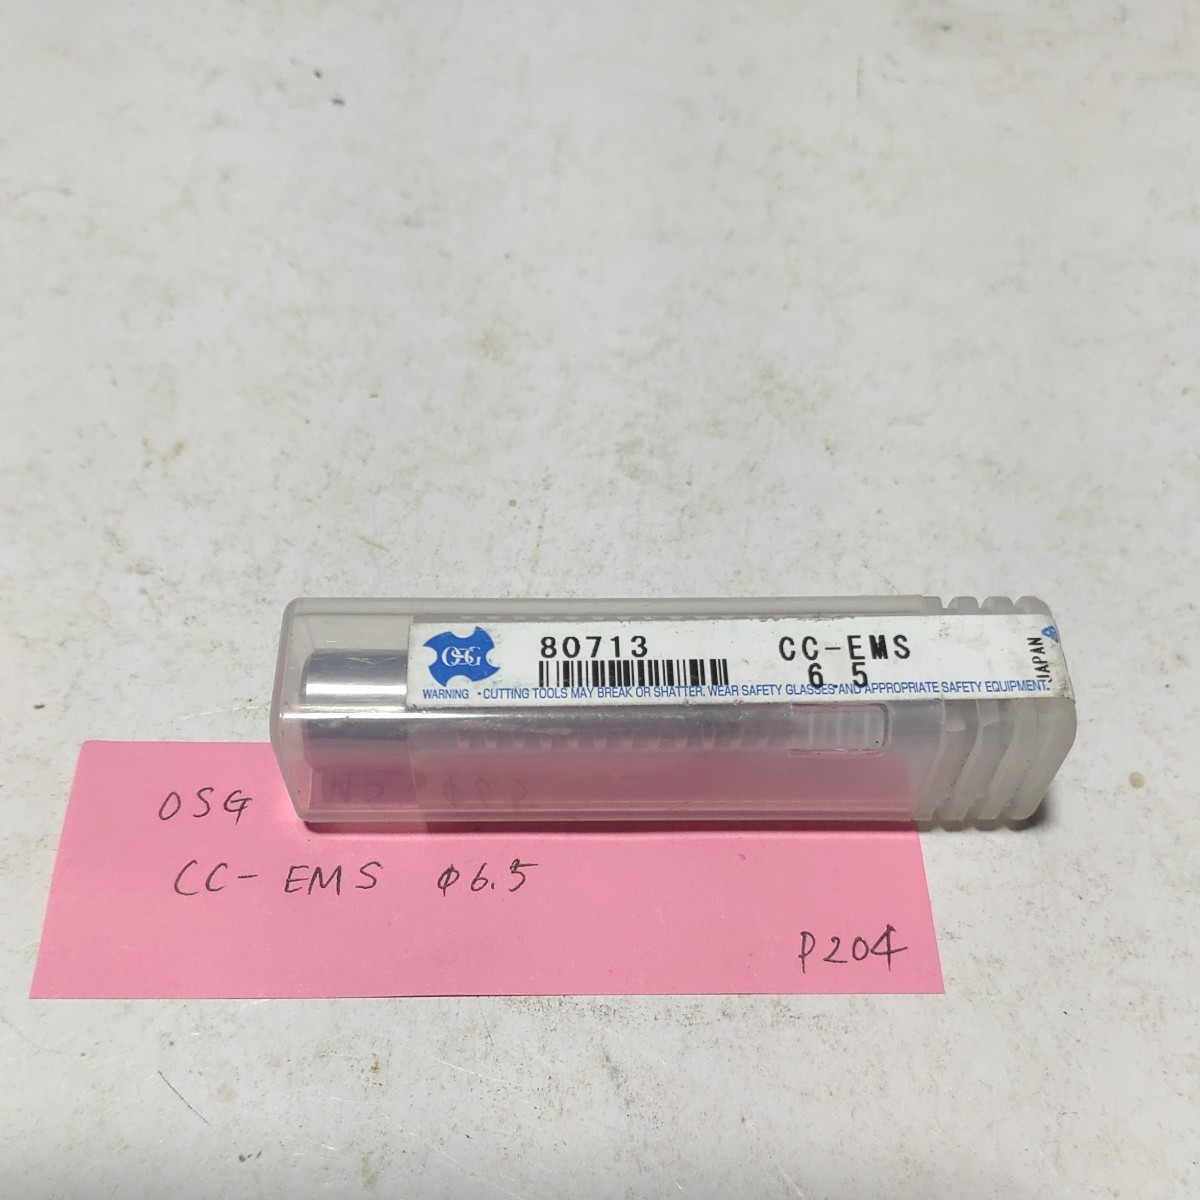 OSG
80713
CC-EMS
6.5
WARNING • CUTTING TOOLS MAY BREAK OR SHATTER. WEAR SAFETY GLASSES AND APPROPRIATE SAFETY EQUIPMENT.
JAPAN
OSG
CC-EMS φ6.5
P204